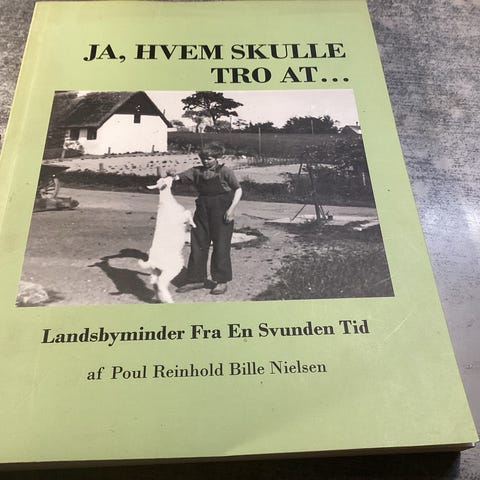 JA, HVEM SKULLE
TRO AT...
Landsbyminder Fra En Svunden Tid
af Poul Reinhold Bille Nielsen